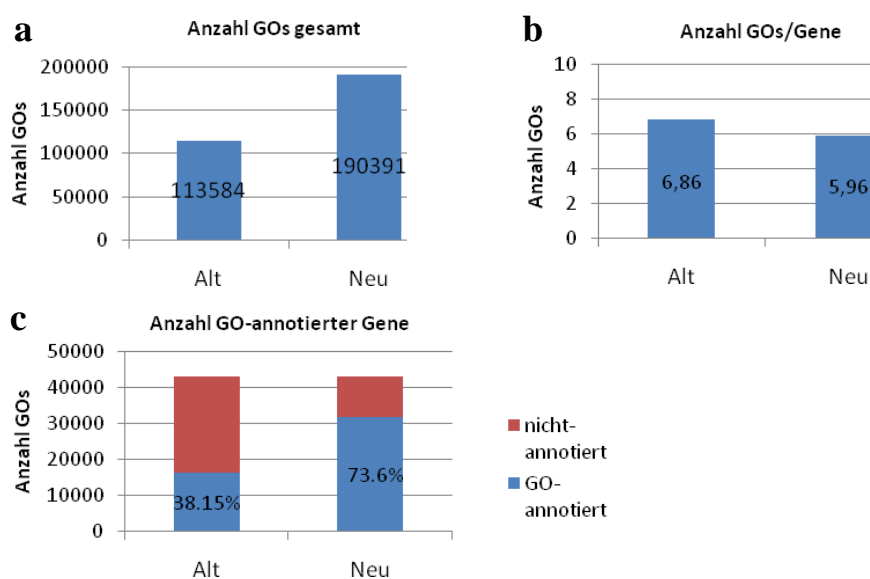 a
Anzahl GOs gesamt
200000
150000
100000
50000
0
Anzahl GOs
113584
190391
Alt
Neu
b
Anzahl GOs/Gene
10
8
6
4
2
0
Anzahl GOs
6,86
5,96
Alt
Neu
c
Anzahl GO-annotierter Gene
50000
40000
30000
20000
10000
0
Anzahl GOs
38.15%
73.6%
Alt
Neu
nicht-
annotiert
GO-
annotiert